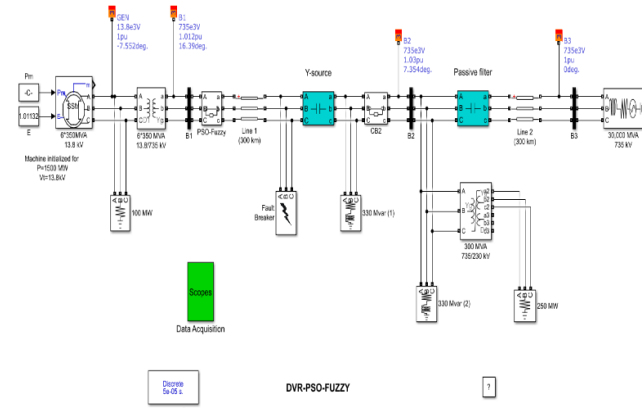 GEN
13.8e3V
1pu
-7.552deg.
B1
735e3V
1.012pu
16.39deg.
B2
735e3V
1.03pu
7.354deg.
B3
735e3V
1pu
0deg.
Pm
-C-
1.01132
E
SSM
6*350MVA
13.8 kV
Machine initialized for
P=1500 MW
Vt=13.8kV
6*350 MVA
13.8/735 kV
B1
PSO-Fuzzy
Line 1
(300 km)
Y-source
CB2
B2
Passive filter
Line 2
(300 km)
B3
30,000 MVA
735 kV
100 MW
Fault
Breaker
330 Mvar (1)
300 MVA
735/230 kV
330 Mvar (2)
250 MW
Scopes
Data Acquisition
Discrete
5e-05 s.
DVR-PSO-FUZZY
?